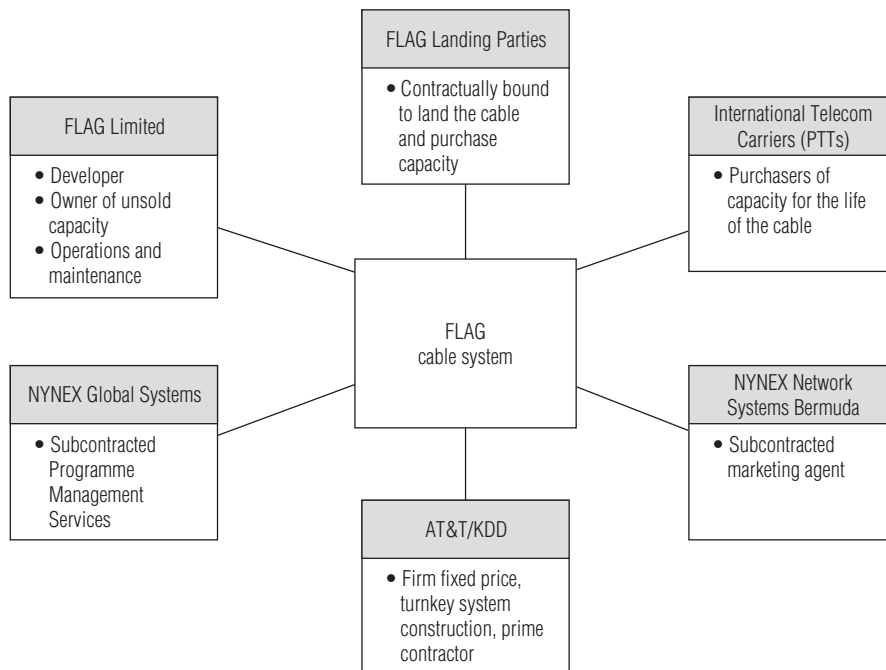 FLAG Landing Parties
• Contractually bound
to land the cable
and purchase
capacity
FLAG Limited
• Developer
• Owner of unsold
capacity
• Operations and
maintenance
International Telecom
Carriers (PTTs)
• Purchasers of
capacity for the life
of the cable
FLAG
cable system
NYNEX Global Systems
• Subcontracted
Programme
Management
Services
NYNEX Network
Systems Bermuda
• Subcontracted
marketing agent
AT&T/KDD
• Firm fixed price,
turnkey system
construction, prime
contractor